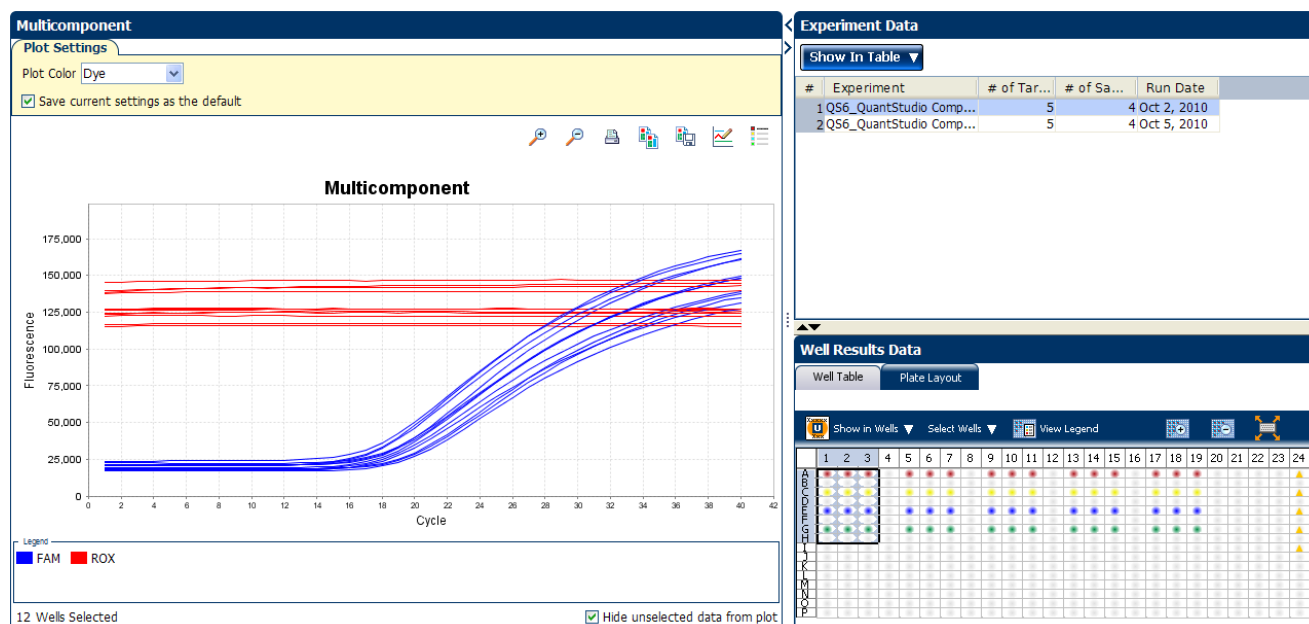 Multicomponent
Plot Settings
Plot Color Dye
Save current settings as the default
Multicomponent
Fluorescence
175,000
150,000
125,000
100,000
75,000
50,000
25,000
0
0 2 4 6 8 10 12 14 16 18 20 22 24 26 28 30 32 34 36 38 40 42
Cycle
Legend
FAM ROX
12 Wells Selected
Hide unselected data from plot
Experiment Data
Show In Table
# Experiment # of Tar... # of Sa... Run Date
1 QS6_QuantStudio Comp... 5 4 Oct 2, 2010
2 QS6_QuantStudio Comp... 5 4 Oct 5, 2010
Well Results Data
Well Table Plate Layout
Show in Wells Select Wells View Legend
1 2 3 4 5 6 7 8 9 10 11 12 13 14 15 16 17 18 19 20 21 22 23 24
A
B
C
D
E
F
G
H
I
J
K
L
M
N
O
P